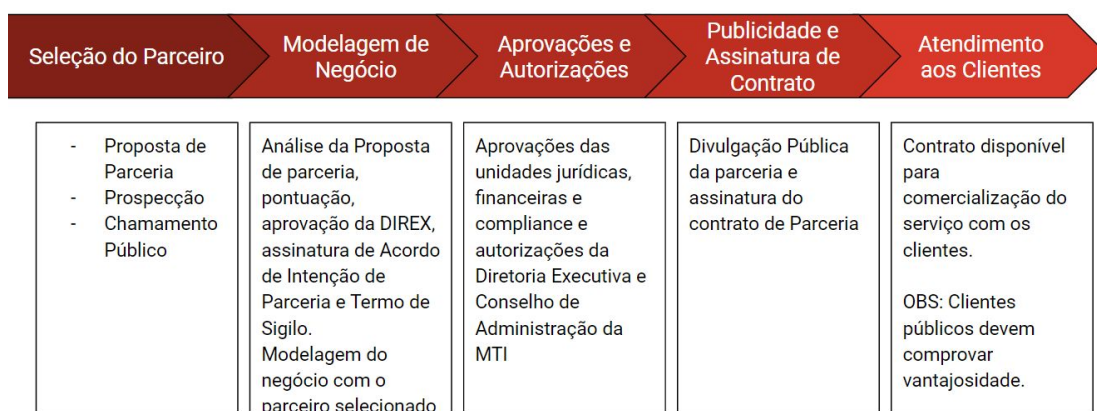 Seleção do Parceiro
Modelagem de
Negócio
Aprovações e
Autorizações
Publicidade e
Assinatura de
Contrato
Atendimento
aos Clientes
- Proposta de
Parceria
- Prospecção
- Chamamento
Público
Análise da Proposta
de parceria,
pontuação,
aprovação da DIREX,
assinatura de Acordo
de Intenção de
Parceria e Termo de
Sigilo.
Modelagem do
negócio com o
parceiro selecionado
Aprovações das
unidades jurídicas,
financeiras e
compliance e
autorizações da
Diretoria Executiva e
Conselho de
Administração da
MTI
Divulgação Pública
da parceria e
assinatura do
contrato de Parceria
Contrato disponível
para
comercialização do
serviço com os
clientes.
OBS: Clientes
públicos devem
comprovar
vantajosidade.